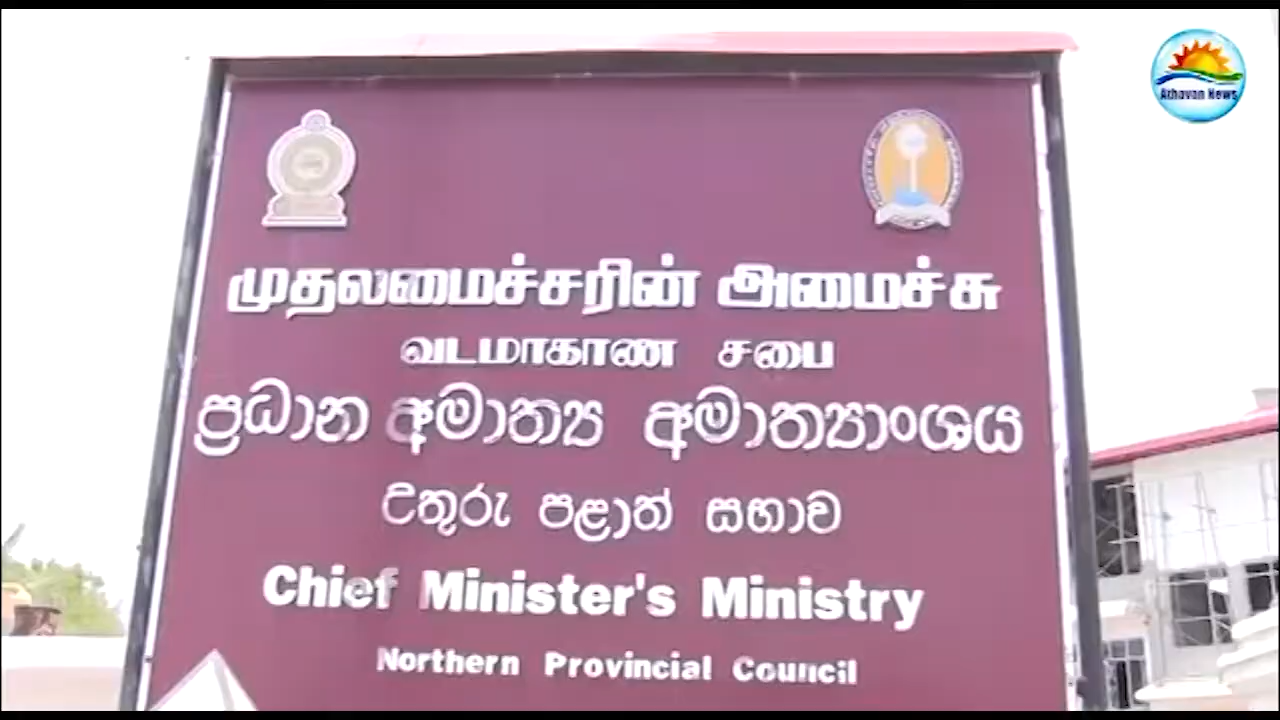 Athavan News
முதலமைச்சரின் அமைச்சு
வடமாகாண சபை
ප්‍රධාන අමාත්‍ය අමාත්‍යාංශය
උතුරු පළාත් සභාව
Chief Minister's Ministry
Northern Provincial Council